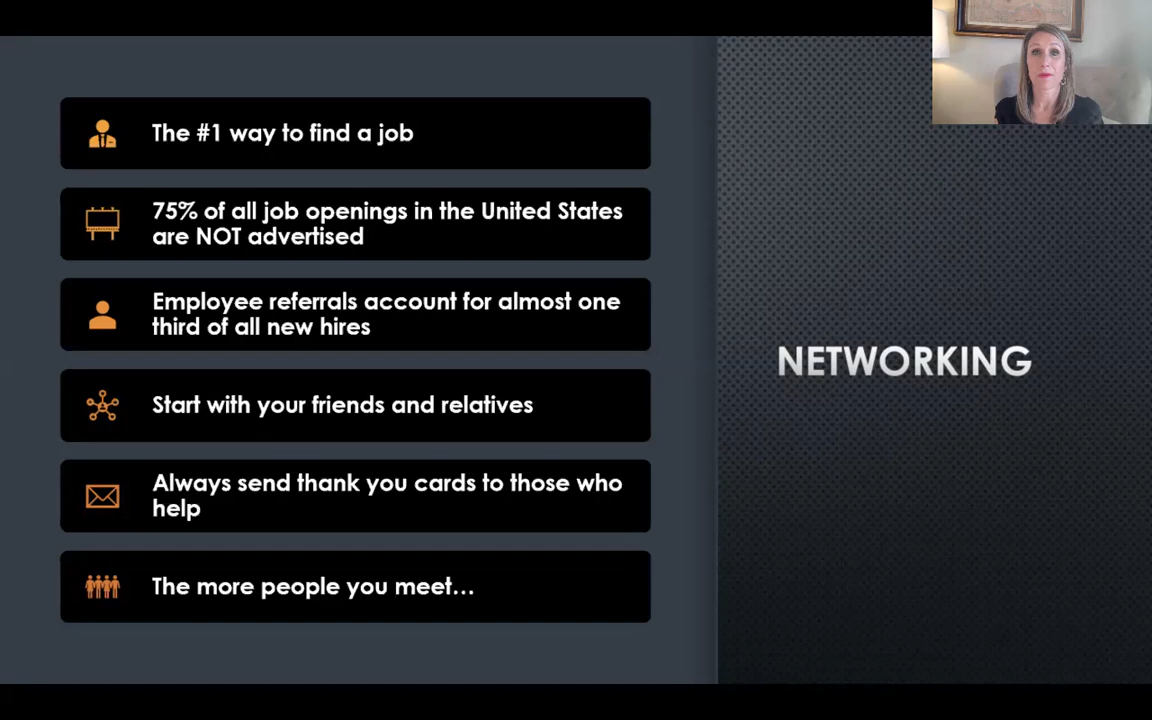 The #1 way to find a job
75% of all job openings in the United States
are NOT advertised
Employee referrals account for almost one
third of all new hires
Start with your friends and relatives
Always send thank you cards to those who
help
The more people you meet…
NETWORKING